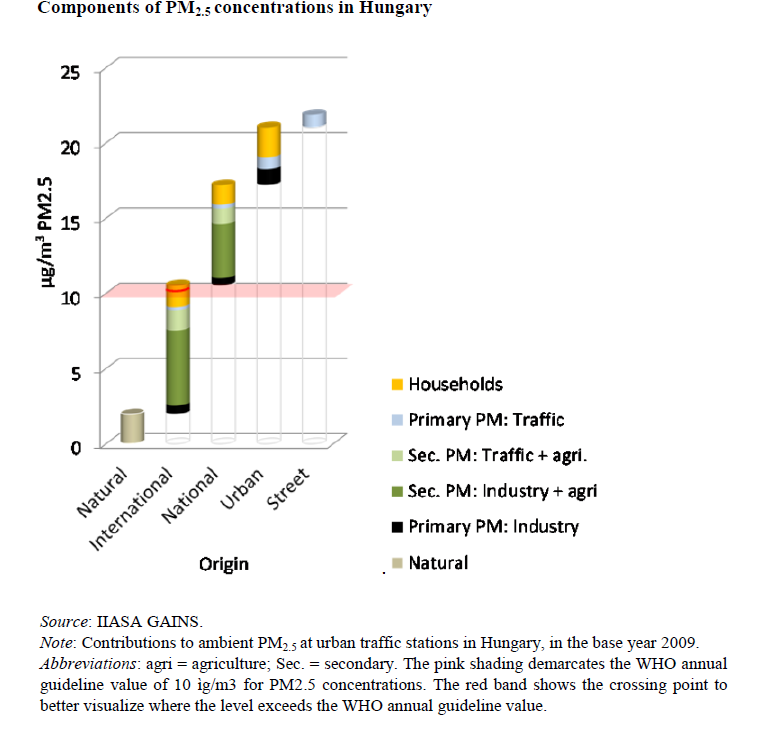 Components of PM2.5 concentrations in Hungary
25
20
15
10
5
0
µg/m³ PM2.5
Natural
International
National
Urban
Street
Origin
Households
Primary PM: Traffic
Sec. PM: Traffic + agri.
Sec. PM: Industry + agri
Primary PM: Industry
Natural
Source: IIASA GAINS.
Note: Contributions to ambient PM2.5 at urban traffic stations in Hungary, in the base year 2009.
Abbreviations: agri = agriculture; Sec. = secondary. The pink shading demarcates the WHO annual
guideline value of 10 ìg/m3 for PM2.5 concentrations. The red band shows the crossing point to
better visualize where the level exceeds the WHO annual guideline value.